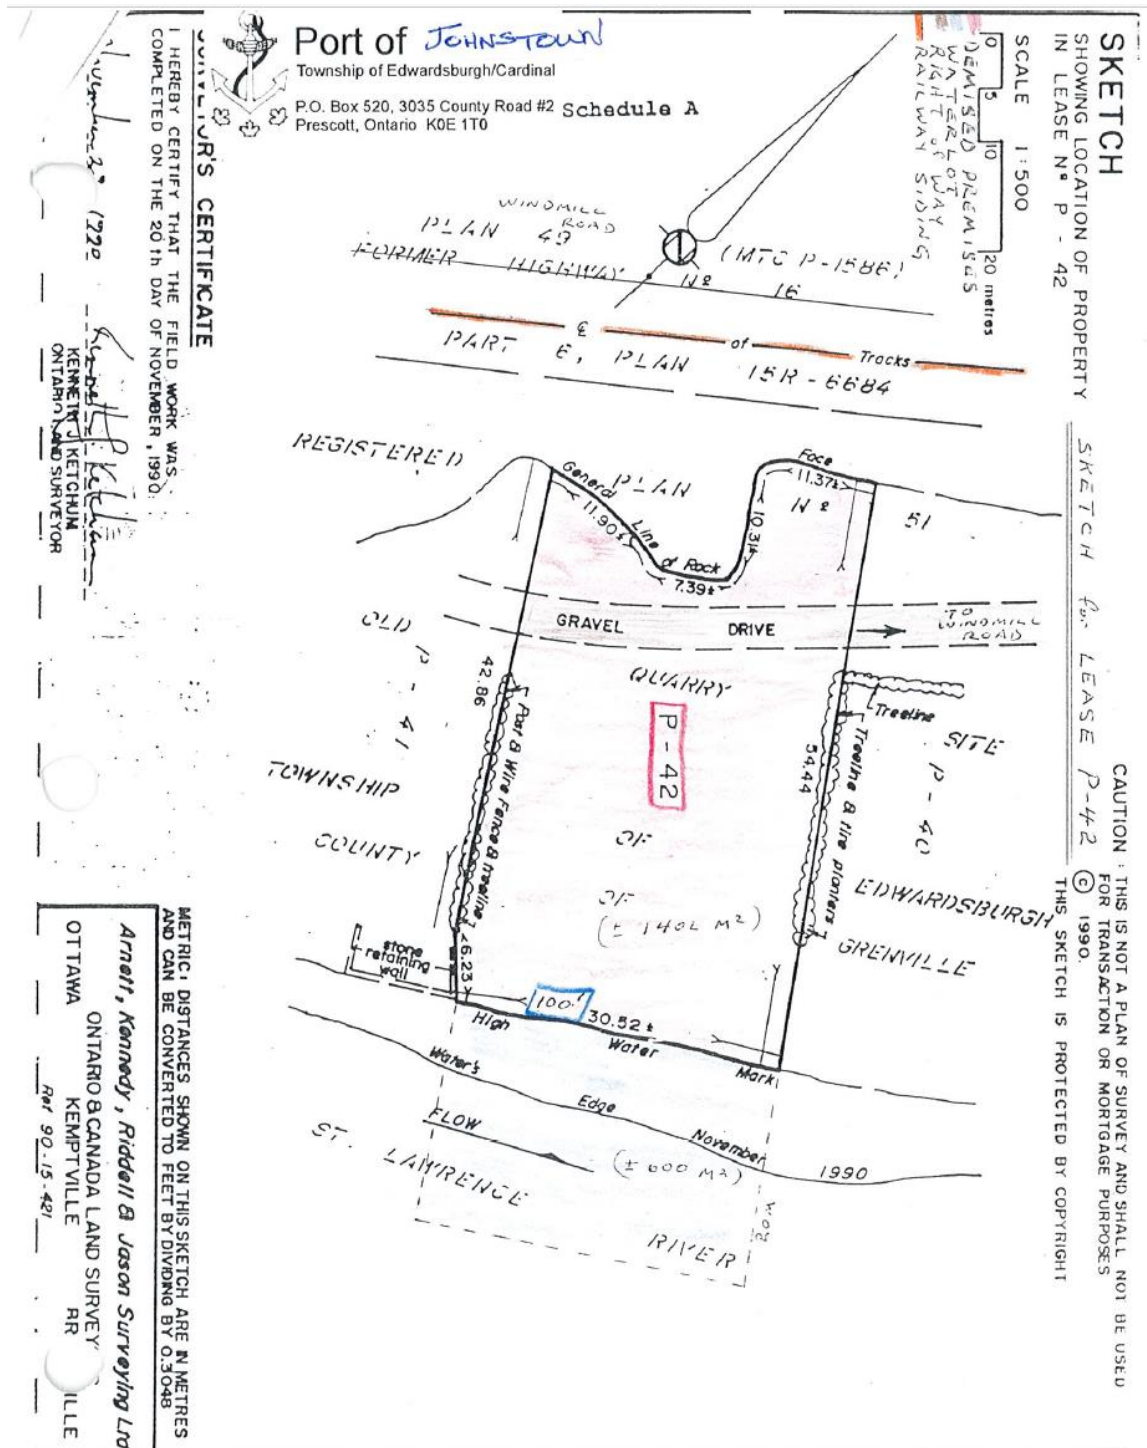 Port of JOHNSTOWN
Township of Edwardsburgh/Cardinal
P.O. Box 520, 3035 County Road #2
Prescott, Ontario K0E 1T0
Schedule A
SKETCH
SHOWING LOCATION OF PROPERTY
IN LEASE Nº P - 42
SCALE 1:500
0 5 10 20 metres
DEMISED PREMISES
WATERLOT
RIGHT of WAY
RAILWAY SIDING
SKETCH for LEASE P-42
CAUTION : THIS IS NOT A PLAN OF SURVEY AND SHALL NOT BE USED
FOR TRANSACTION OR MORTGAGE PURPOSES
© 1990.
THIS SKETCH IS PROTECTED BY COPYRIGHT
WINDMILL
ROAD
PLAN 49
(MTC P-1586)
FORMER HIGHWAY Nº 16
℄ of Tracks
PART 6, PLAN 15R-6684
REGISTERED PLAN Nº 51
General Line of Rock Face
11.90±
7.39±
10.31±
11.37±
GRAVEL DRIVE
TO
WINDMILL
ROAD
OLD QUARRY SITE
P - 41
P - 42
P - 40
42.86
Post & Wire Fence & treeline
Treeline
54.44
Treeline & tire planters
TOWNSHIP OF EDWARDSBURGH
COUNTY OF GRENVILLE
(± 1402 M²)
stone
retaining
wall
6.23
100'
30.52±
High Water Mark
Water's Edge November 1990
FLOW
(± 600 M²)
ST. LAWRENCE RIVER
SURVEYOR'S CERTIFICATE
I HEREBY CERTIFY THAT THE FIELD WORK WAS
COMPLETED ON THE 20th DAY OF NOVEMBER, 1990.
KENNETH J KETCHUM
ONTARIO LAND SURVEYOR
METRIC: DISTANCES SHOWN ON THIS SKETCH ARE IN METRES
AND CAN BE CONVERTED TO FEET BY DIVIDING BY 0.3048
Arnett, Kennedy, Riddell & Jason Surveying Ltd
ONTARIO & CANADA LAND SURVEY
OTTAWA KEMPTVILLE BR ILLE
Ref 90-15-421